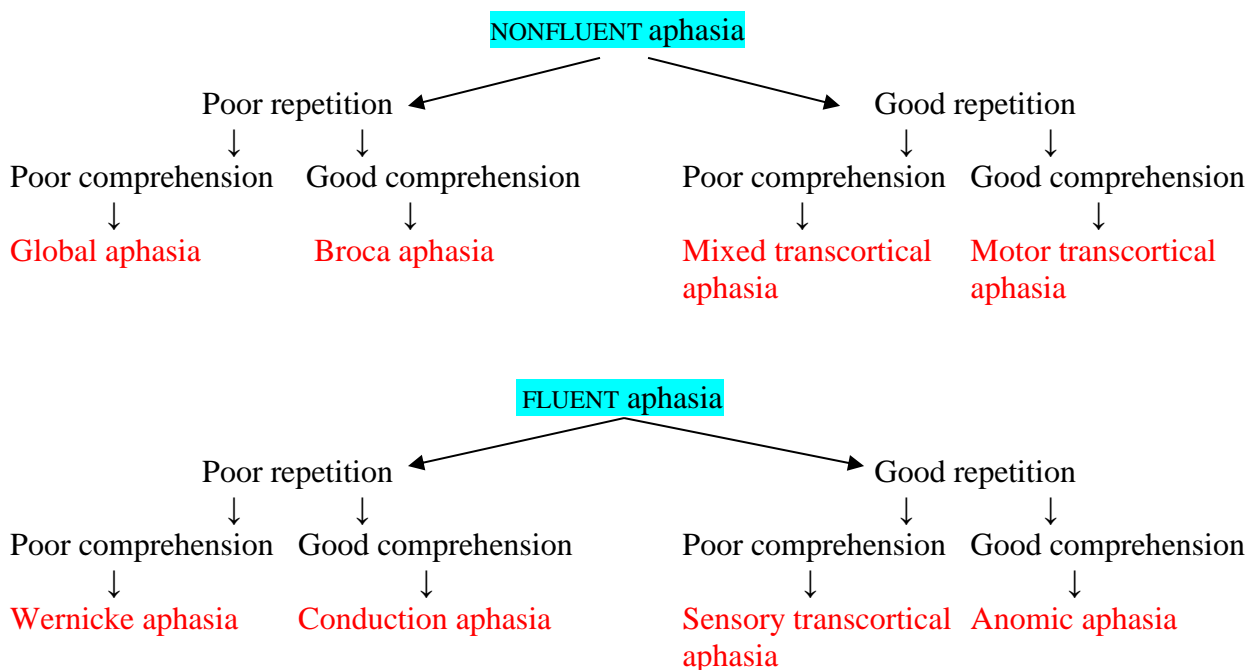 NONFLUENT aphasia
Poor repetition Good repetition
↓ ↓ ↓ ↓
Poor comprehension Good comprehension Poor comprehension Good comprehension
↓ ↓ ↓ ↓
Global aphasia Broca aphasia Mixed transcortical Motor transcortical
aphasia aphasia
FLUENT aphasia
Poor repetition Good repetition
↓ ↓ ↓ ↓
Poor comprehension Good comprehension Poor comprehension Good comprehension
↓ ↓ ↓ ↓
Wernicke aphasia Conduction aphasia Sensory transcortical Anomic aphasia
aphasia